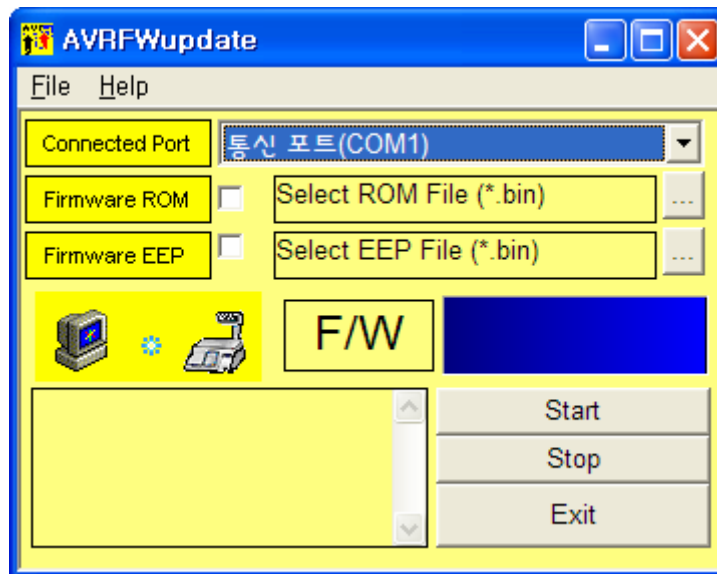 AVRFWupdate
File Help
Connected Port 통신 포트(COM1)
Firmware ROM Select ROM File (*.bin) ...
Firmware EEP Select EEP File (*.bin) ...
F/W
Start
Stop
Exit